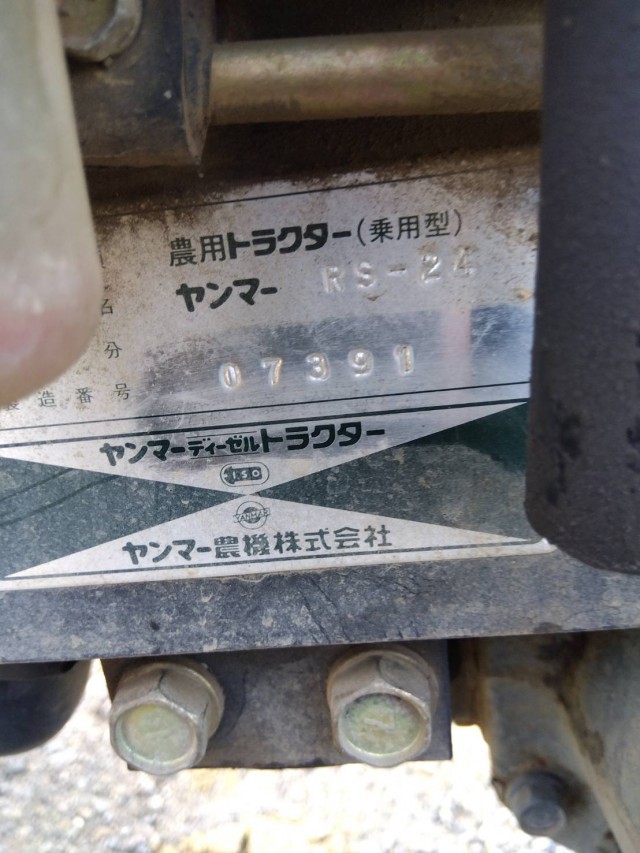 農用トラクター(乗用型)
名 ヤンマー RS-24
分
製造番号 07391
ヤンマーディーゼルトラクター
ISO
YANMAR
ヤンマー農機株式会社